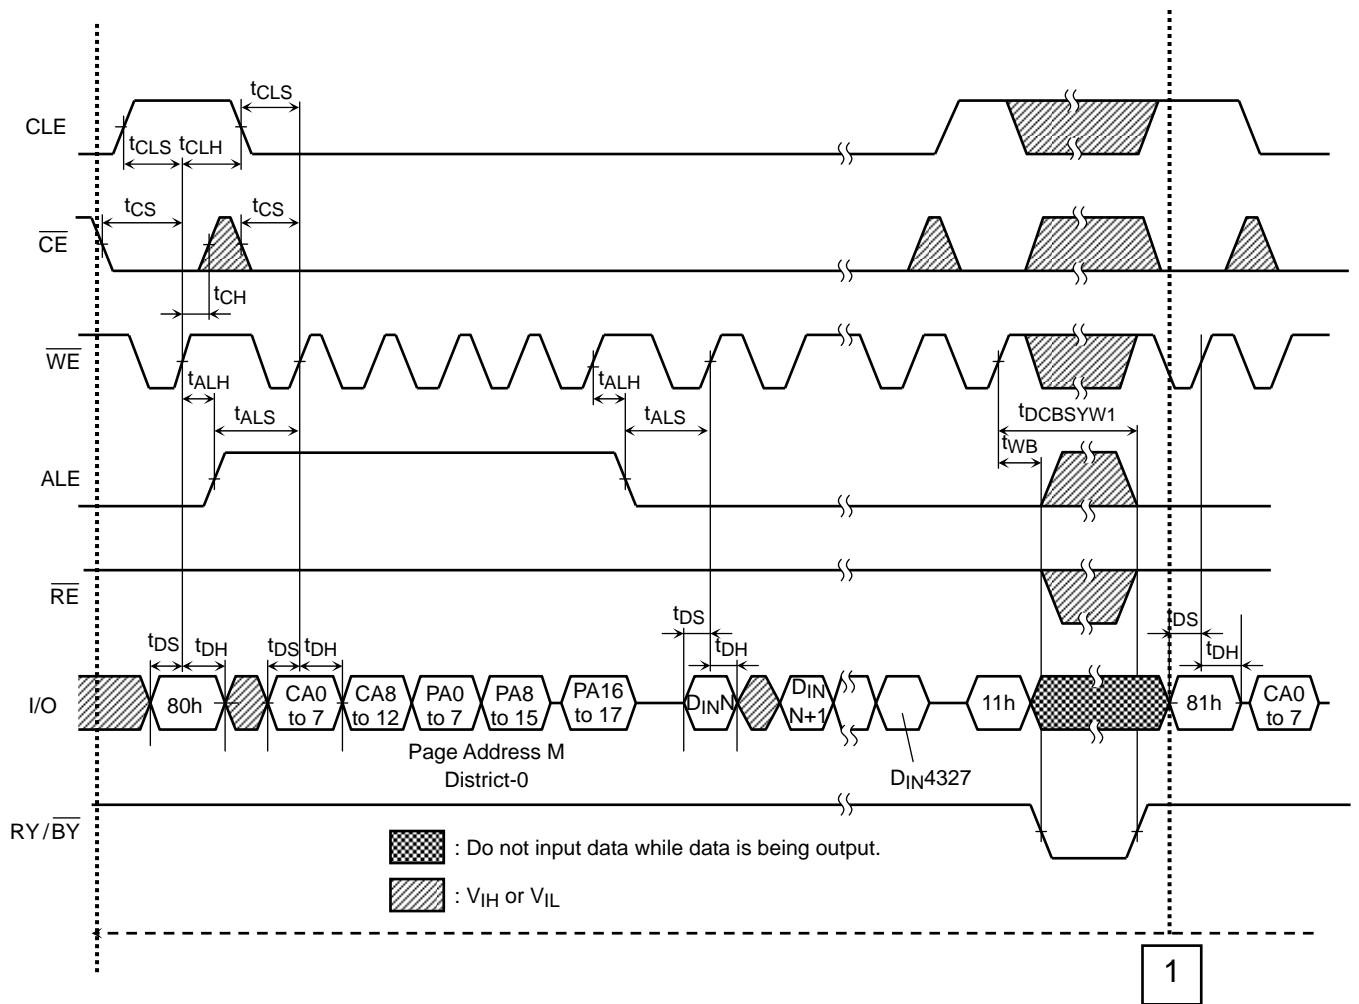 tCLS
CLE
tCLS tCLH
tCS tCS
CE
tCH
WE
tALH tALH
tALS tALS
tDCBSYW1
tWB
ALE
RE
tDS tDH tDS tDH tDS tDH DS tDH
I/O
80h
CA0 to 7
CA8 to 12
PA0 to 7
PA8 to 15
PA16 to 17
DINN
DIN N+1
11h
81h
CA0 to 7
Page Address M
District-0
DIN4327
RY/BY
: Do not input data while data is being output.
: VIH or VIL
1